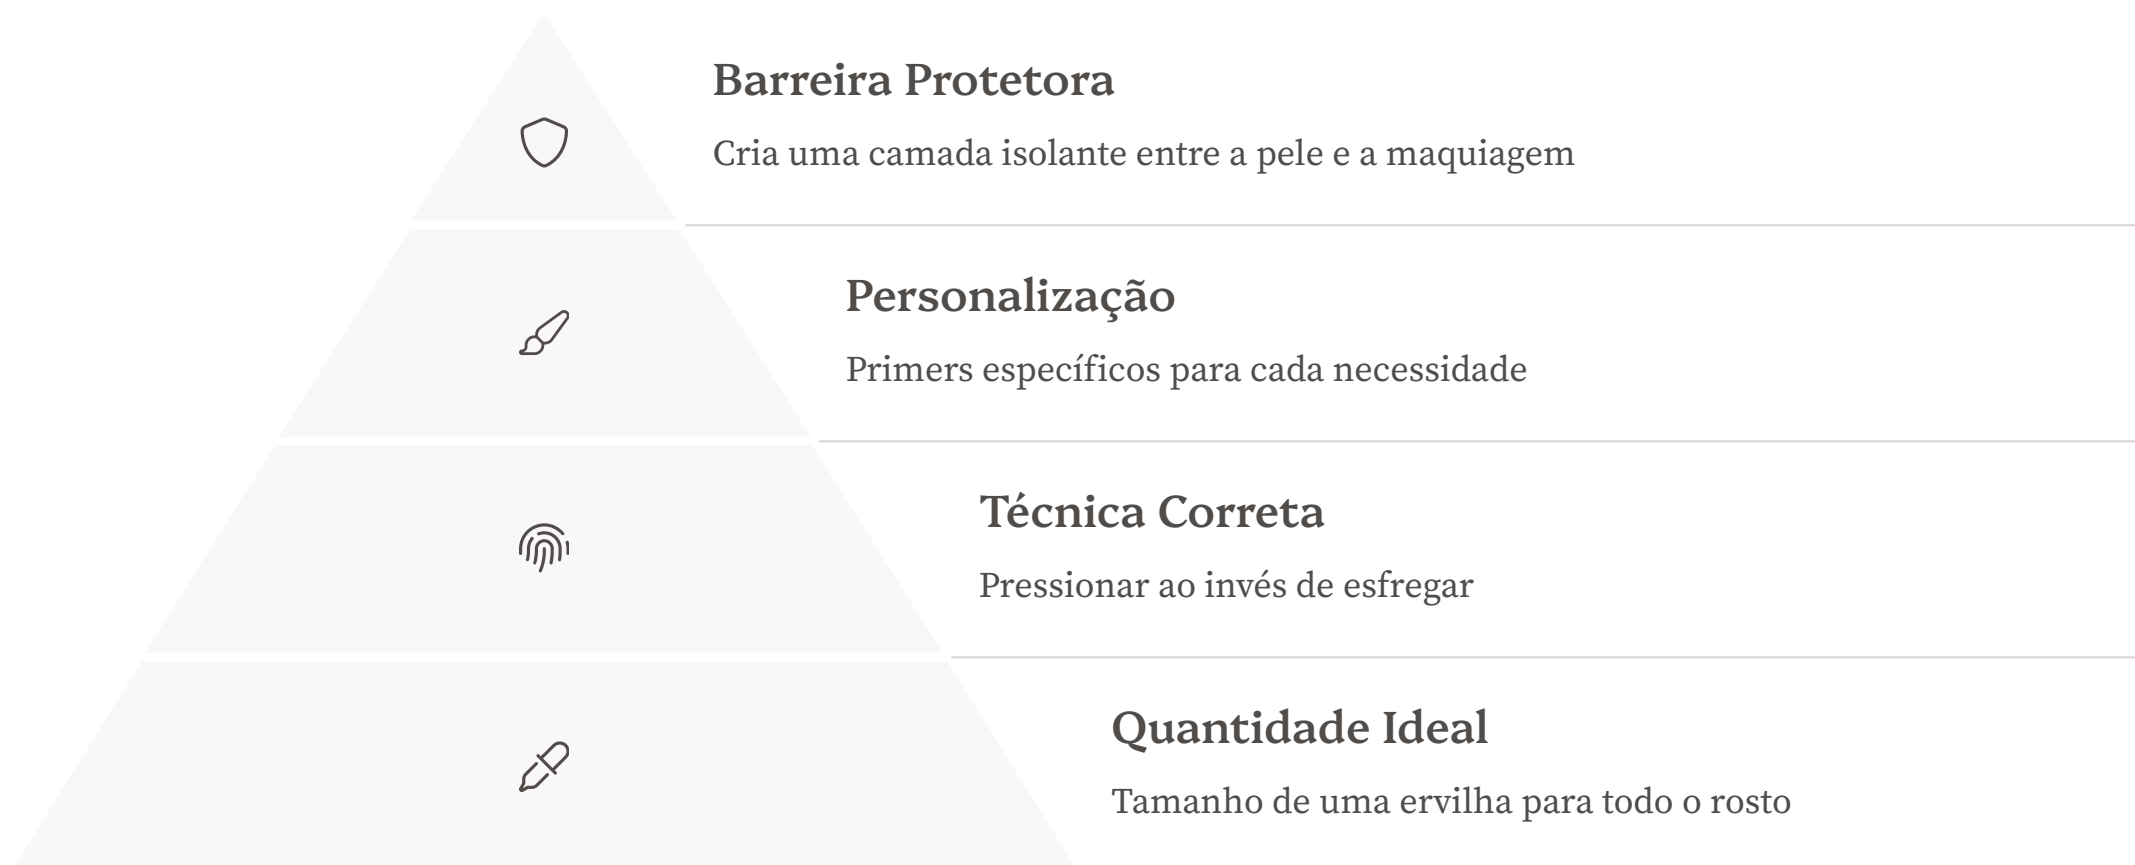 Barreira Protetora
Cria uma camada isolante entre a pele e a maquiagem
Personalização
Primers específicos para cada necessidade
Técnica Correta
Pressionar ao invés de esfregar
Quantidade Ideal
Tamanho de uma ervilha para todo o rosto